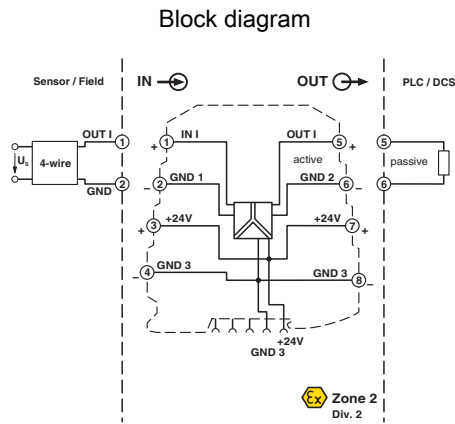 Block diagram
Sensor / Field
IN
OUT
PLC / DCS
OUT I
1
+ 1 IN I
OUT I 5 +
5
Us
4-wire
active
passive
GND
2
− 2 GND 1
GND 2 6 −
6
+ 3 +24V
+24V 7 +
− 4 GND 3
GND 3 8 −
+24V
GND 3
Ex Zone 2
Div. 2